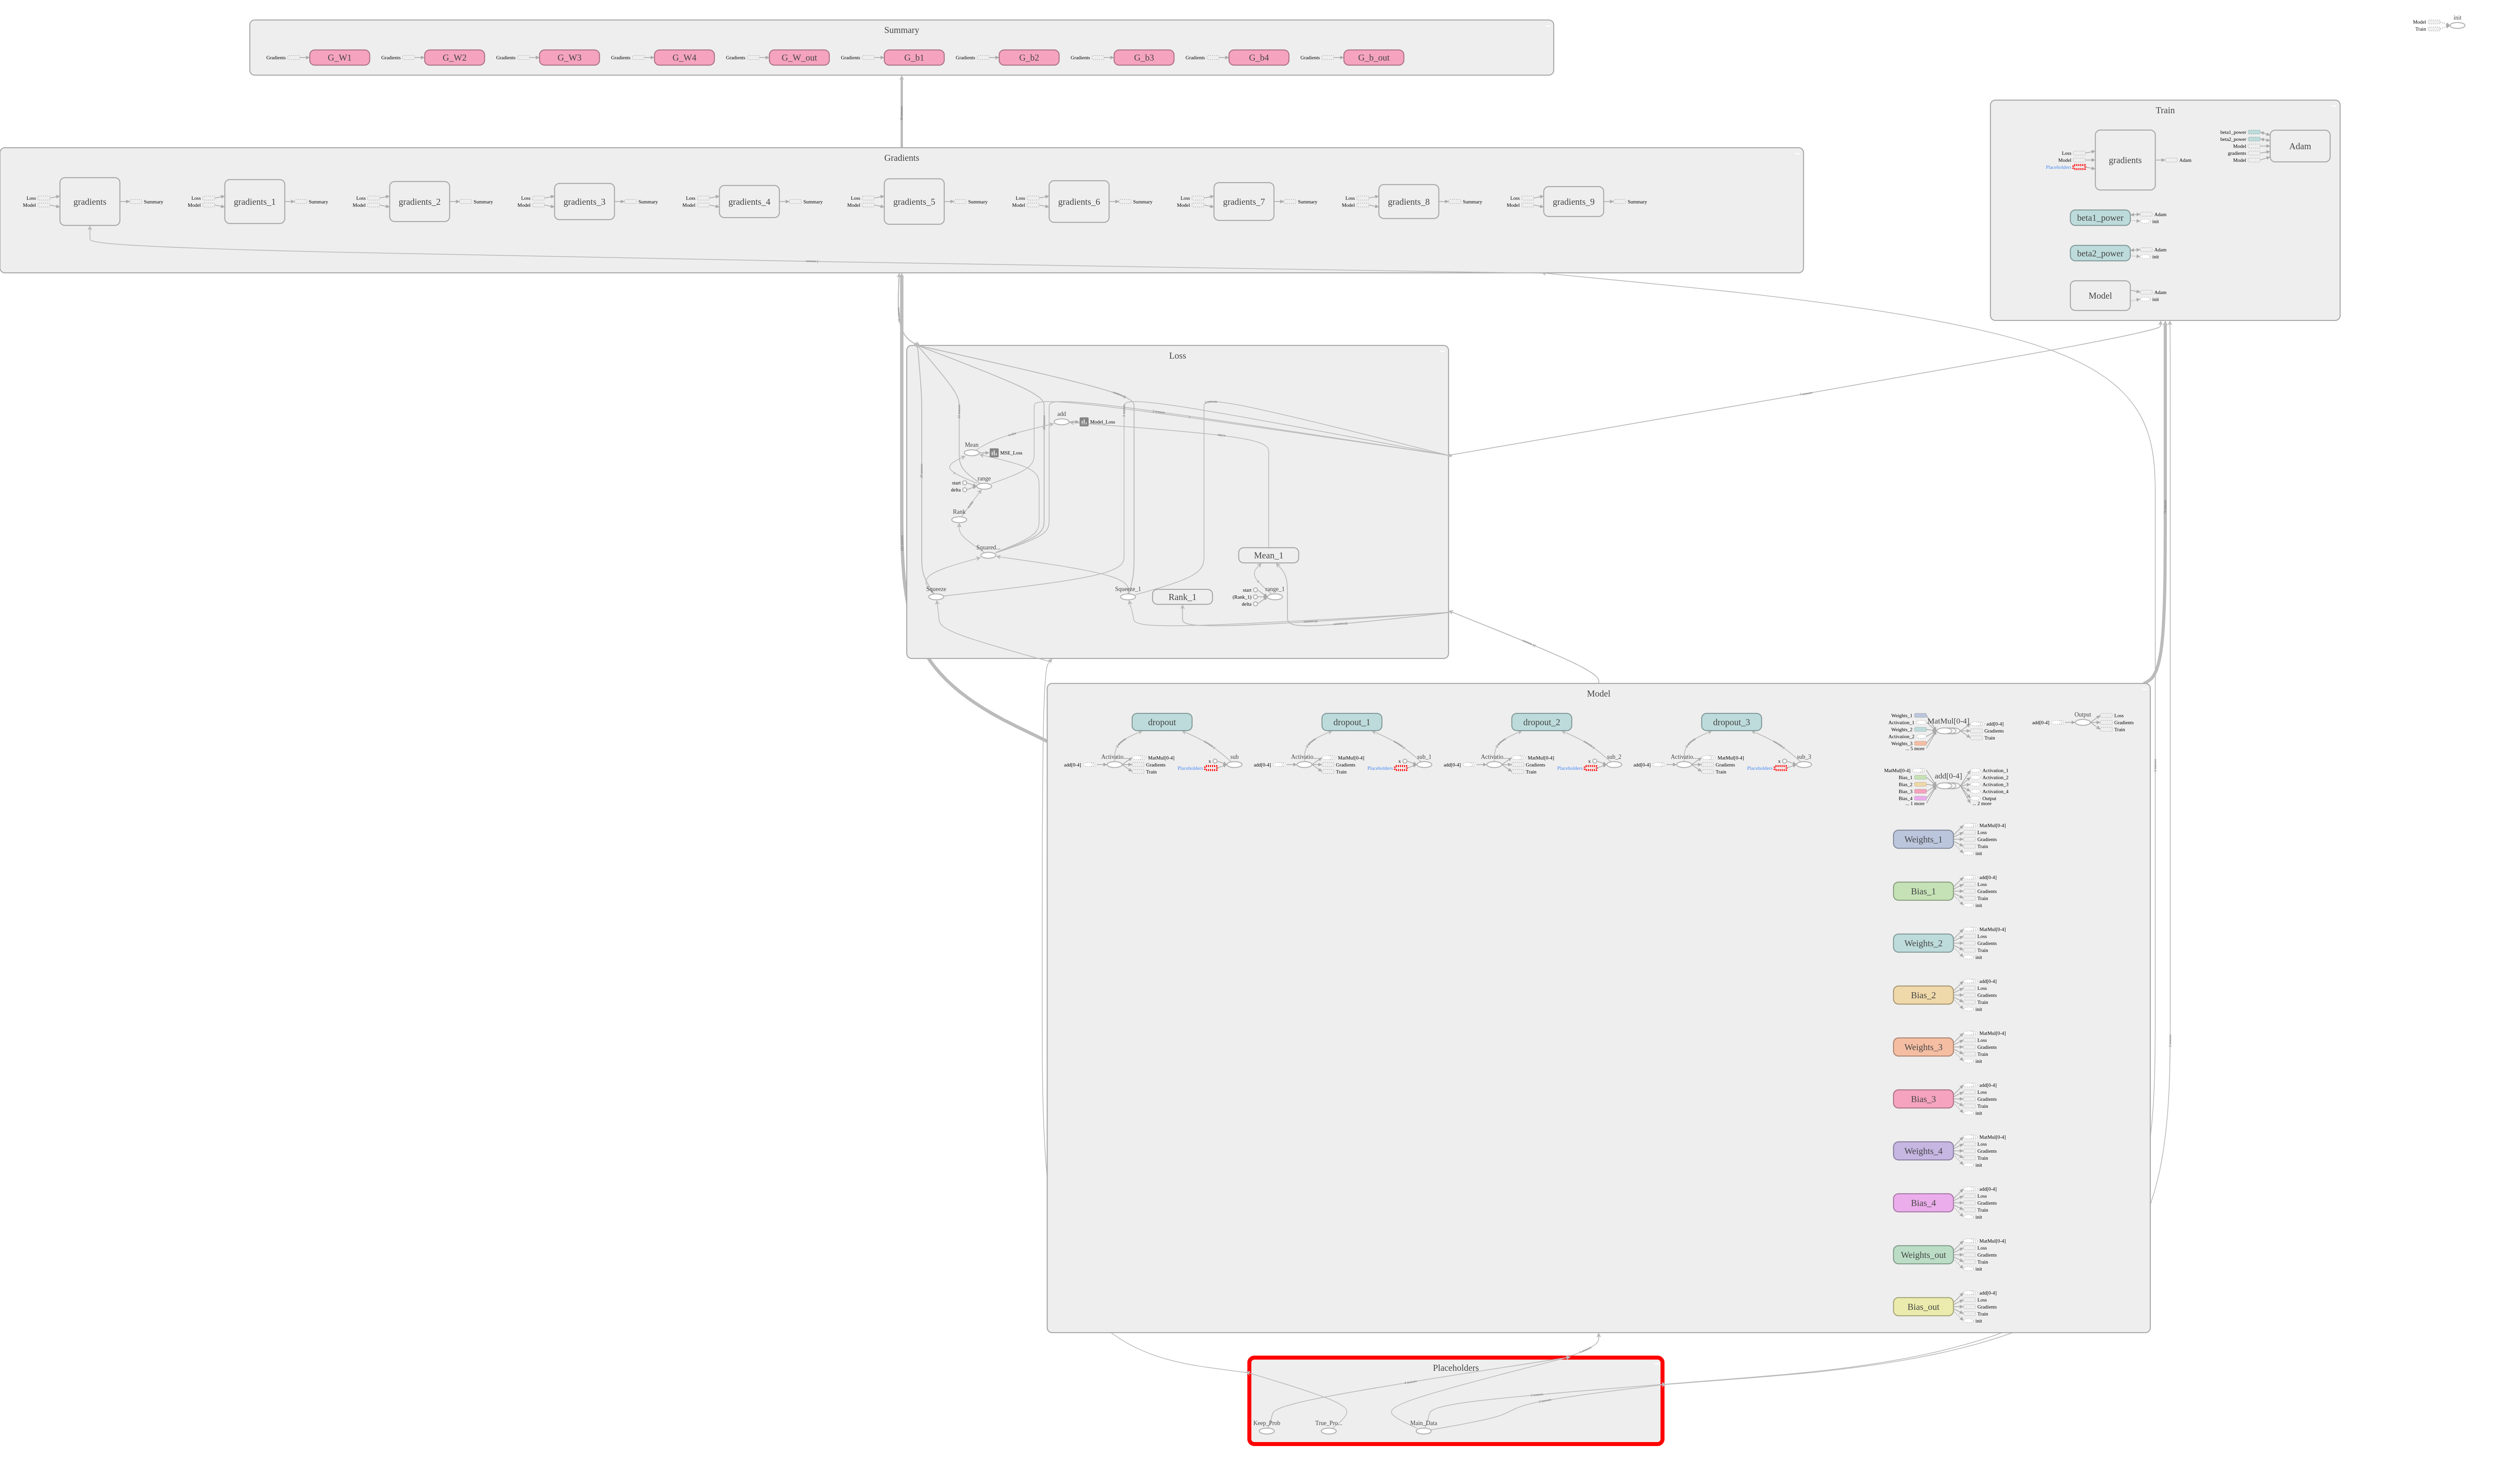 Summary
Gradients G_W1 Gradients G_W2 Gradients G_W3 Gradients G_W4 Gradients G_W_out Gradients G_b1 Gradients G_b2 Gradients G_b3 Gradients G_b4 Gradients G_b_out
init
Model
Train
Train
Loss
Model
Placeholders
gradients
Adam
beta1_power
beta2_power
Model
gradients
Model
Adam
beta1_power
Adam
init
beta2_power
Adam
init
Model
Adam
init
Gradients
Loss
Model
gradients
Summary
Loss
Model
gradients_1
Summary
Loss
Model
gradients_2
Summary
Loss
Model
gradients_3
Summary
Loss
Model
gradients_4
Summary
Loss
Model
gradients_5
Summary
Loss
Model
gradients_6
Summary
Loss
Model
gradients_7
Summary
Loss
Model
gradients_8
Summary
Loss
Model
gradients_9
Summary
Loss
add
Model_Loss
Mean
MSE_Loss
range
start
delta
Rank
Squared...
Mean_1
Squeeze
Squeeze_1
Rank_1
start
(Rank_1)
delta
range_1
Model
dropout
Activatio...
add[0-4]
MatMul[0-4]
Gradients
Train
sub
x
Placeholders
dropout_1
Activatio...
add[0-4]
MatMul[0-4]
Gradients
Train
sub_1
x
Placeholders
dropout_2
Activatio...
add[0-4]
MatMul[0-4]
Gradients
Train
sub_2
x
Placeholders
dropout_3
Activatio...
add[0-4]
MatMul[0-4]
Gradients
Train
sub_3
x
Placeholders
Weights_1
Activation_1
Weights_2
Activation_2
Weights_3
... 5 more
MatMul[0-4]
add[0-4]
Gradients
Train
Output
add[0-4]
Loss
Gradients
Train
MatMul[0-4]
Bias_1
Bias_2
Bias_3
Bias_4
... 1 more
add[0-4]
Activation_1
Activation_2
Activation_3
Activation_4
Output
... 2 more
Weights_1
MatMul[0-4]
Loss
Gradients
Train
init
Bias_1
add[0-4]
Loss
Gradients
Train
init
Weights_2
MatMul[0-4]
Loss
Gradients
Train
init
Bias_2
add[0-4]
Loss
Gradients
Train
init
Weights_3
MatMul[0-4]
Loss
Gradients
Train
init
Bias_3
add[0-4]
Loss
Gradients
Train
init
Weights_4
MatMul[0-4]
Loss
Gradients
Train
init
Bias_4
add[0-4]
Loss
Gradients
Train
init
Weights_out
MatMul[0-4]
Loss
Gradients
Train
init
Bias_out
add[0-4]
Loss
Gradients
Train
init
Placeholders
Keep_Prob
True_Pro...
Main_Data